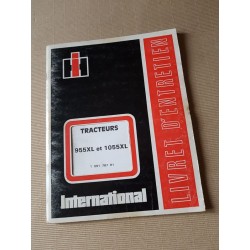 TRACTEURS
955XL et 1055XL
International
LIVRET D'ENTRETIEN